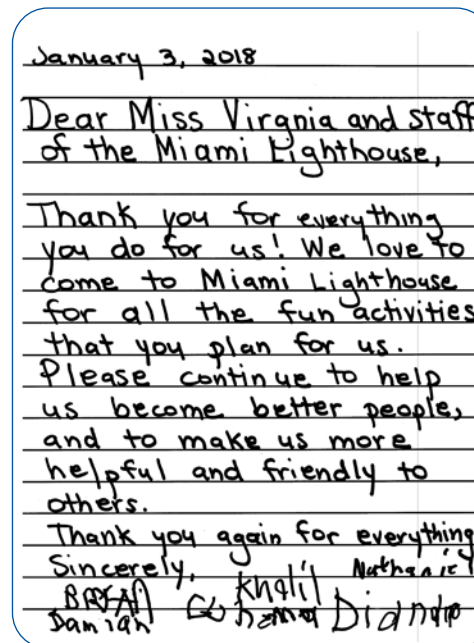 January 3, 2018
Dear Miss Virgnia and staff
of the Miami Lighthouse,
Thank you for everything
you do for us! We love to
come to Miami Lighthouse
for all the fun activities
that you plan for us.
Please continue to help
us become better people,
and to make us more
helpful and friendly to
others.
Thank you again for everything
Sincerely, Nathaniel
Khalil
Damian